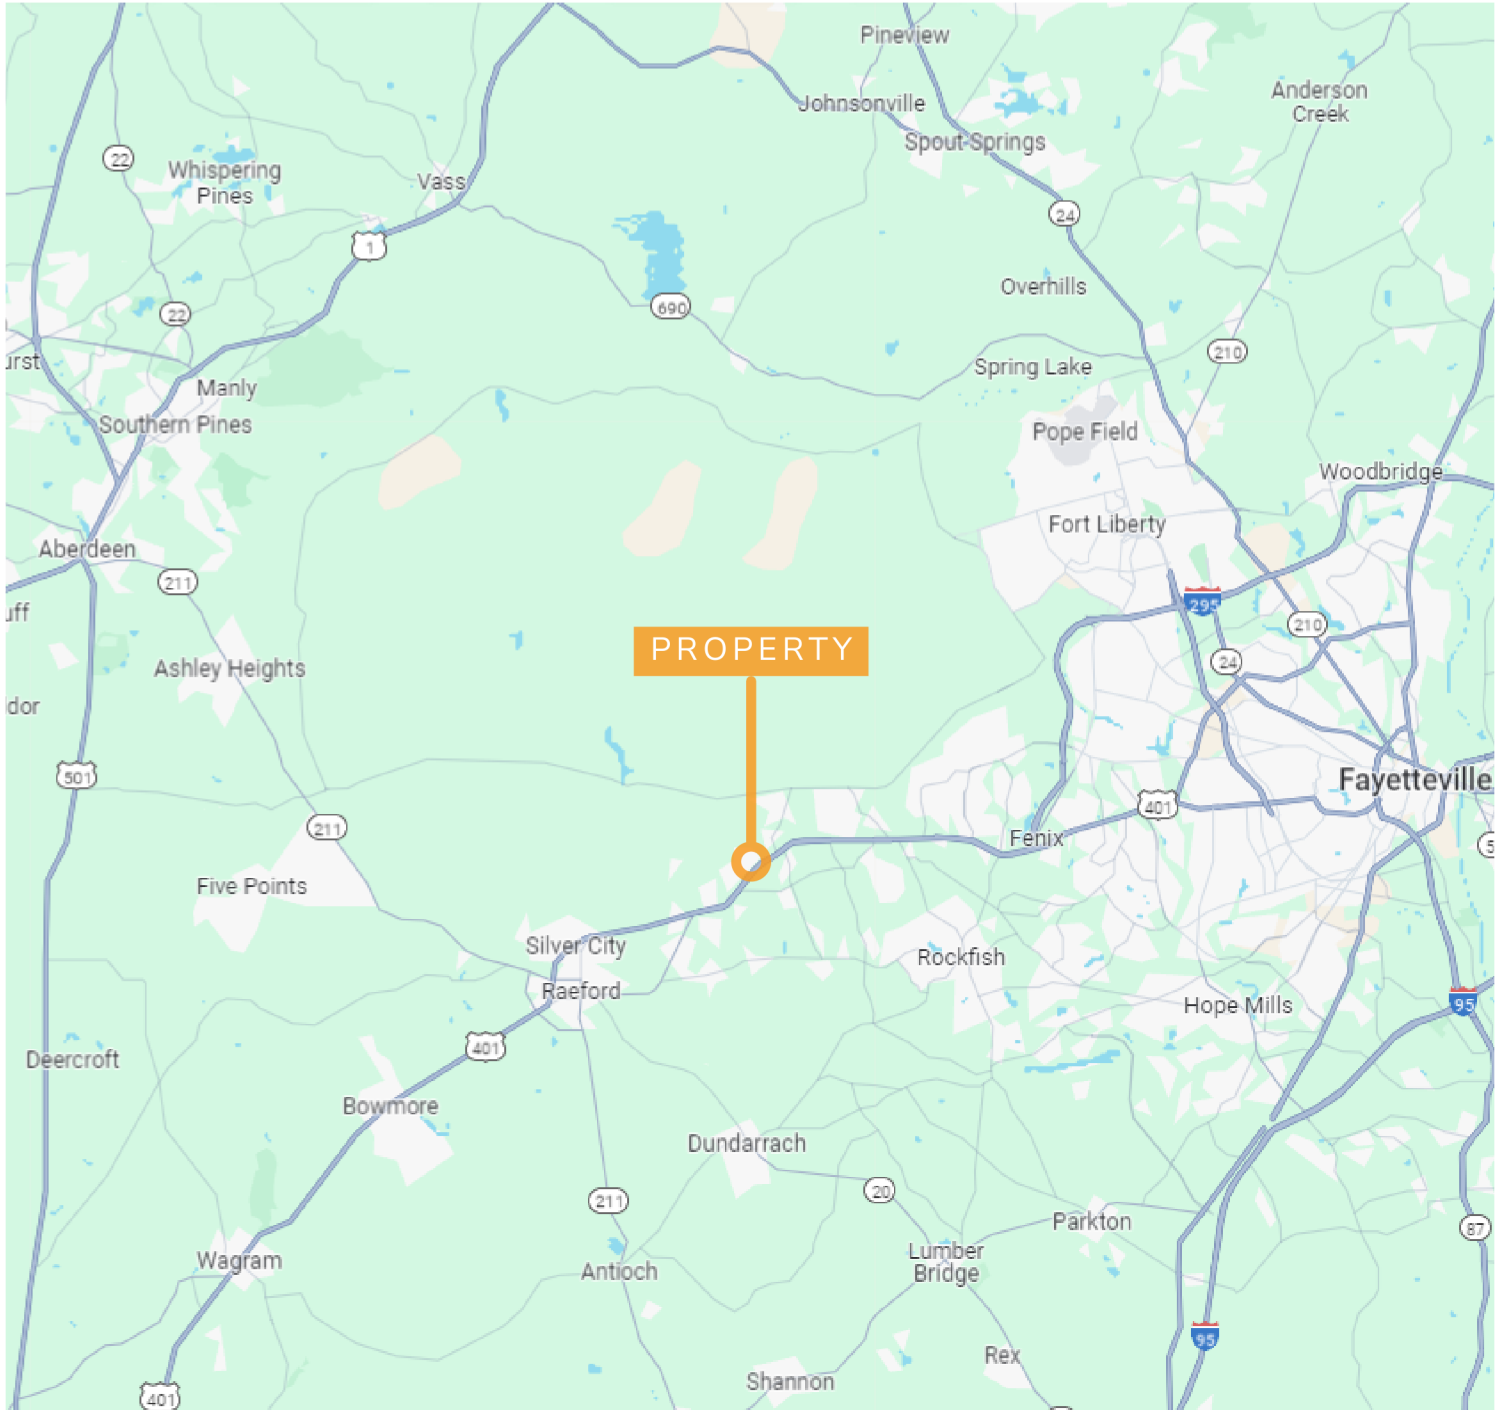 Pineview
Anderson
Creek
Johnsonville
Spout Springs
22
Whispering
Pines
Vass
24
1
Overhills
690
22
210
urst
Spring Lake
Manly
Southern Pines
Pope Field
Woodbridge
Fort Liberty
Aberdeen
211
295
uff
210
PROPERTY
24
Ashley Heights
dor
501
Fayetteville
401
211
Fenix
5
Five Points
Silver City
Rockfish
Raeford
Hope Mills
95
401
Deercroft
Bowmore
Dundarrach
20
211
Parkton
87
Wagram
Lumber
Bridge
Antioch
95
Rex
Shannon
401